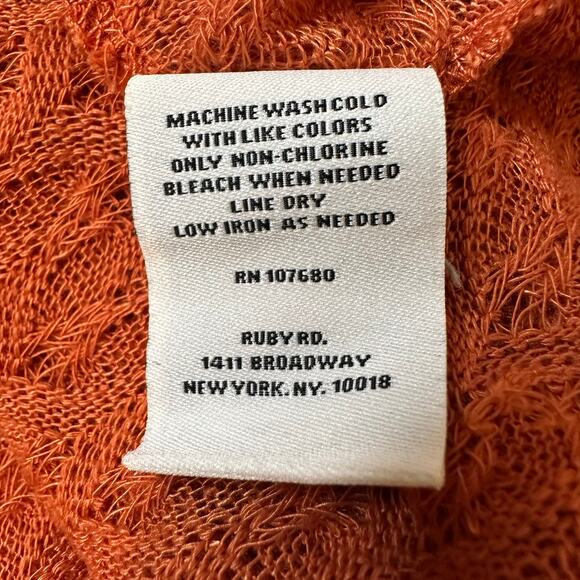 MACHINE WASH COLD
WITH LIKE COLORS
ONLY NON-CHLORINE
BLEACH WHEN NEEDED
LINE DRY
LOW IRON AS NEEDED
RN 107680
RUBY RD.
1411 BROADWAY
NEW YORK. NY. 10018